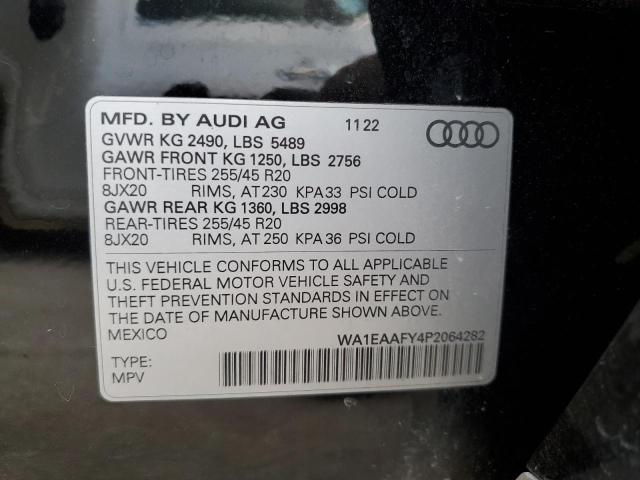 MFD. BY AUDI AG 1122
GVWR KG 2490, LBS 5489
GAWR FRONT KG 1250, LBS 2756
FRONT-TIRES 255/45 R20
8JX20 RIMS, AT 230 KPA 33 PSI COLD
GAWR REAR KG 1360, LBS 2998
REAR-TIRES 255/45 R20
8JX20 RIMS, AT 250 KPA 36 PSI COLD
THIS VEHICLE CONFORMS TO ALL APPLICABLE
U.S. FEDERAL MOTOR VEHICLE SAFETY AND
THEFT PREVENTION STANDARDS IN EFFECT ON
THE DATE OF MANUFACTURE SHOWN ABOVE.
MEXICO WA1EAAFY4P2064282
TYPE:
MPV